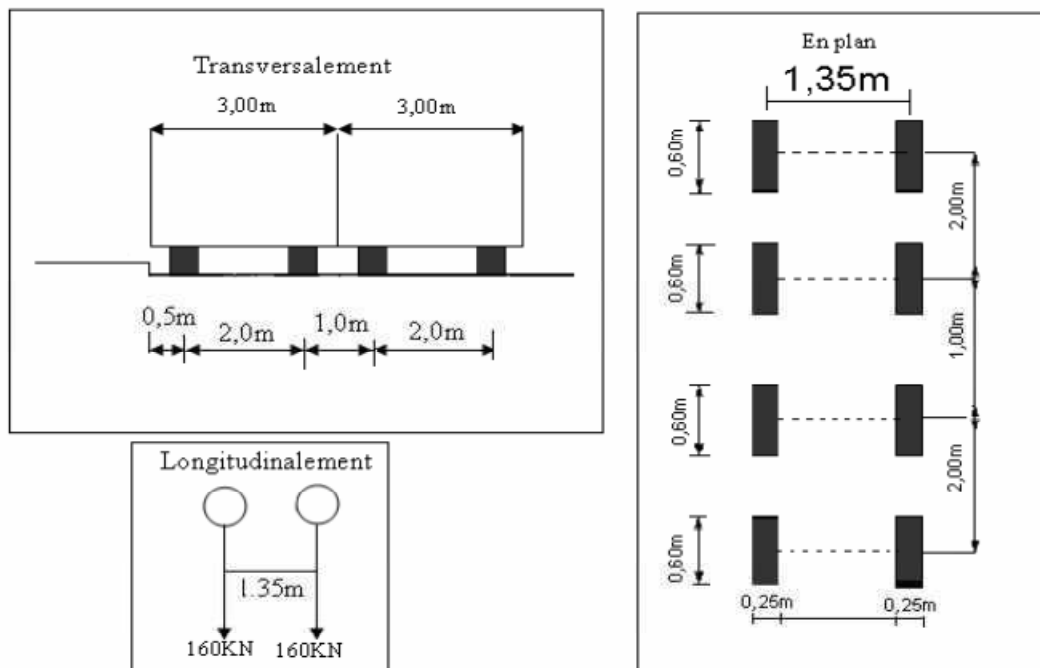 Transversalement
3,00m 3,00m
0,5m 2,0m 1,0m 2,0m
Longitudinalement
1.35m
160KN 160KN
En plan
1,35m
0,60m
2,00m
0,60m
1,00m
0,60m
2,00m
0,60m
0,25m 0,25m